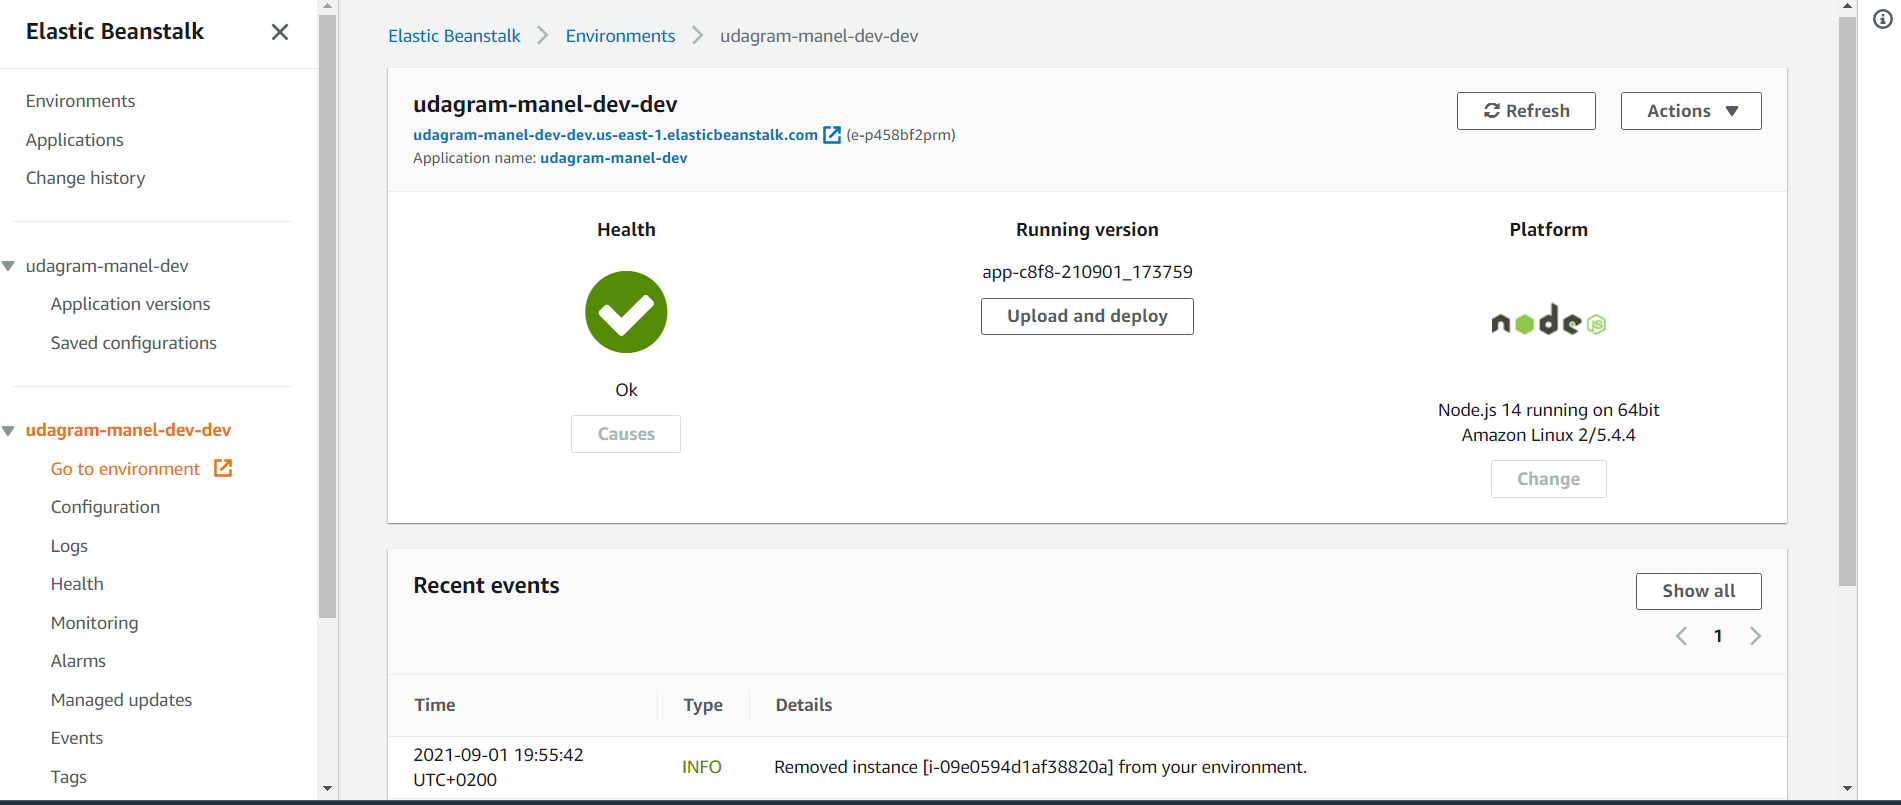 Elastic Beanstalk
Environments
Applications
Change history
udagram-manel-dev
Application versions
Saved configurations
udagram-manel-dev-dev
Go to environment
Configuration
Logs
Health
Monitoring
Alarms
Managed updates
Events
Tags
Elastic Beanstalk > Environments > udagram-manel-dev-dev
udagram-manel-dev-dev
udagram-manel-dev-dev.us-east-1.elasticbeanstalk.com (e-p458bf2prm)
Application name: udagram-manel-dev
Refresh
Actions
Health
Ok
Causes
Running version
app-c8f8-210901_173759
Upload and deploy
Platform
node JS
Node.js 14 running on 64bit
Amazon Linux 2/5.4.4
Change
Recent events
Show all
1
Time Type Details
2021-09-01 19:55:42
UTC+0200
INFO
Removed instance [i-09e0594d1af38820a] from your environment.